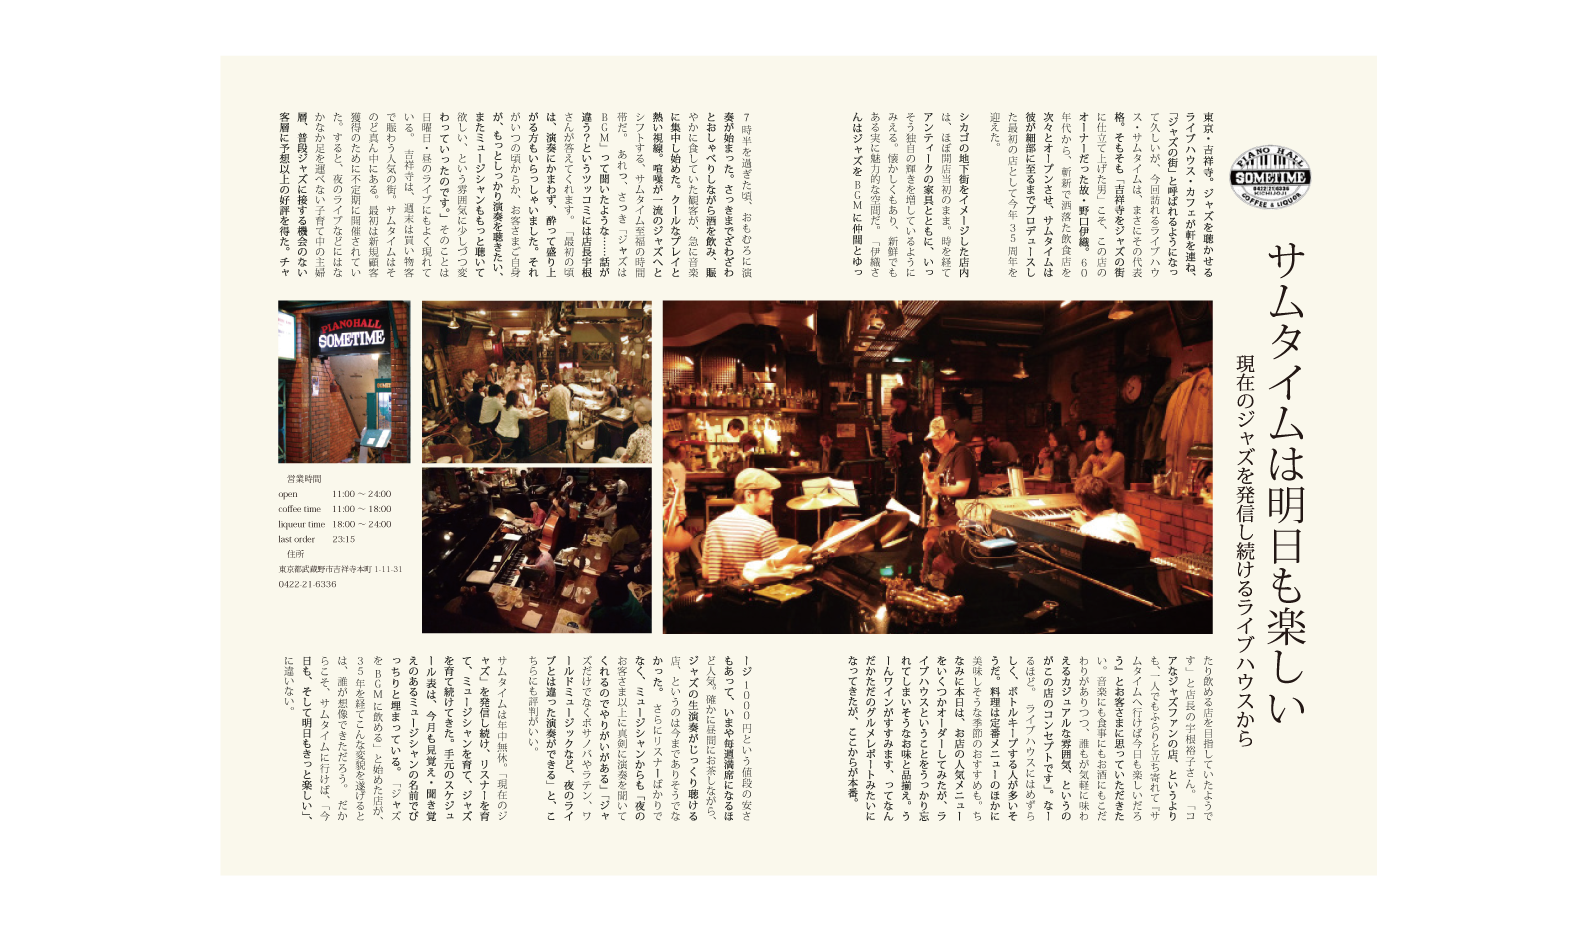 サムタイムは明日も楽しい
現在のジャズを発信し続けるライブハウスから
PIANO HALL
SOMETIME
0422(21)6336
KICHIJOJI
COFFEE & LIQUOR
東京・吉祥寺。ジャズを聴かせる
ライブハウス・カフェが軒を連ね、
「ジャズの街」と呼ばれるようになっ
て久しいが、今回訪れるライブハウ
ス・サムタイムは、まさにその代表
格。そもそも「吉祥寺をジャズの街
に仕立て上げた男」こそ、この店の
オーナーだった故・野口伊織。60
年代から、斬新で洒落た飲食店を
次々とオープンさせ、サムタイムは
彼が細部に至るまでプロデュースし
た最初の店として今年35周年を
迎えた。
シカゴの地下街をイメージした店内
は、ほぼ開店当初のまま。時を経て
アンティークの家具とともに、いっ
そう独自の輝きを増しているように
みえる。懐かしくもあり、新鮮でも
ある実に魅力的な空間だ。「伊織さ
んはジャズをBGMに仲間とゆっ
たり飲める店を目指していたようで
す」と店長の宇根裕子さん。「コ
アなジャズファンの店、というより
も、一人でもふらりと立ち寄れて『サ
ムタイムへ行けば今日も楽しいだろ
う』とお客さまに思っていただきた
い。音楽にも食事にもお酒にもこだ
わりがありつつ、誰もが気軽に味わ
えるカジュアルな雰囲気、というの
がこの店のコンセプトです」。なー
るほど。 ライブハウスにはめずら
しく、ボトルキープする人が多いそ
うだ。料理は定番メニューのほかに
美味しそうな季節のおすすめも。ち
なみに本日は、お店の人気メニュー
をいくつかオーダーしてみたが、ラ
イブハウスということをうっかり忘
れてしまいそうなお味と品揃え。う
ーんワインがすすみます、ってなん
だかただのグルメレポートみたいに
なってきたが、ここからが本番。
7時半を過ぎた頃、おもむろに演
奏が始まった。さっきまでざわざわ
とおしゃべりしながら酒を飲み、賑
やかに食していた観客が、急に音楽
に集中し始めた。クールなプレイと
熱い視線。喧噪が一流のジャズへと
シフトする、サムタイム至福の時間
帯だ。 あれっ、さっき「ジャズは
BGM」って聞いたような……話が
違う?というツッコミには店長宇根
さんが答えてくれます。「最初の頃
は、演奏にかまわず、酔って盛り上
がる方もいらっしゃいました。それ
がいつの頃からか、お客さまご自身
が、もっとしっかり演奏を聴きたい、
またミュージシャンももっと聴いて
欲しい、という雰囲気に少しづつ変
わっていったのです。」そのことは
日曜日・昼のライブにもよく現れて
いる。 吉祥寺は、週末は買い物客
で賑わう人気の街。サムタイムはそ
のど真ん中にある。最初は新規顧客
獲得のために不定期に開催されてい
た。すると、夜のライブなどにはな
かなか足を運べない子育て中の主婦
層、普段ジャズに接する機会のない
客層に予想以上の好評を得た。チャ
ージ1000円という値段の安さ
もあって、いまや毎週満席になるほ
ど人気。確かに昼間にお茶しながら、
ジャズの生演奏がじっくり聴ける
店、というのは今までありそうでな
かった。 さらにリスナーばかりで
なく、ミュージシャンからも「夜の
お客さま以上に真剣に演奏を聞いて
くれるのでやりがいがある」「ジャ
ズだけでなくボサノバやラテン、ワ
ールドミュージックなど、夜のライ
ブとは違った演奏ができる」と、こ
ちらにも評判がいい。
サムタイムは年中無休。「現在のジ
ャズ」を発信し続け、リスナーを育
て、ミュージシャンを育て、ジャズ
を育て続けてきた。手元のスケジュ
ール表は、今月も見覚え・聞き覚
えのあるミュージシャンの名前でび
っちりと埋まっている。「ジャズ
をBGMに飲める」と始めた店が、
35年を経てこんな変貌を遂げると
は、誰が想像できただろう。 だか
らこそ、サムタイムに行けば、「今
日も、そして明日もきっと楽しい」、
に違いない。
PIANO HALL
SOMETIME
営業時間
open 11:00 〜 24:00
coffee time 11:00 〜 18:00
liqueur time 18:00 〜 24:00
last order 23:15
住所
東京都武蔵野市吉祥寺本町 1-11-31
0422-21-6336